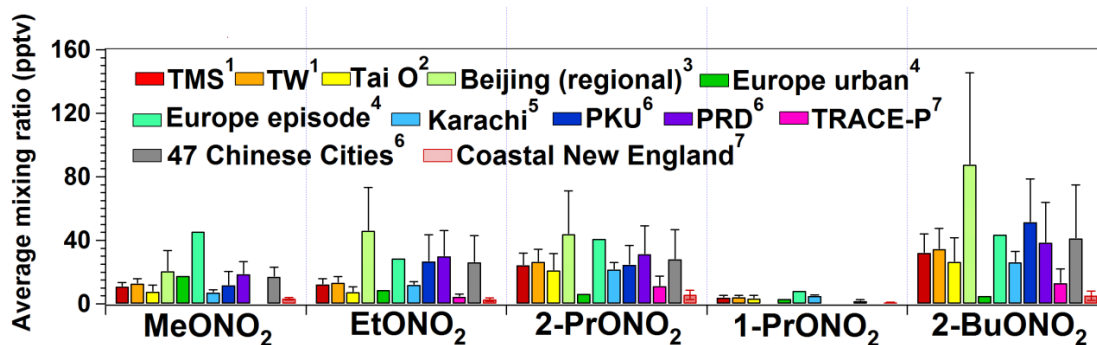 Average mixing ratio (pptv)
160
120
80
40
0
TMS¹ TW¹ Tai O² Beijing (regional)³ Europe urban⁴
Europe episode⁴ Karachi⁵ PKU⁶ PRD⁶ TRACE-P⁷
47 Chinese Cities⁶ Coastal New England⁷
MeONO₂ EtONO₂ 2-PrONO₂ 1-PrONO₂ 2-BuONO₂